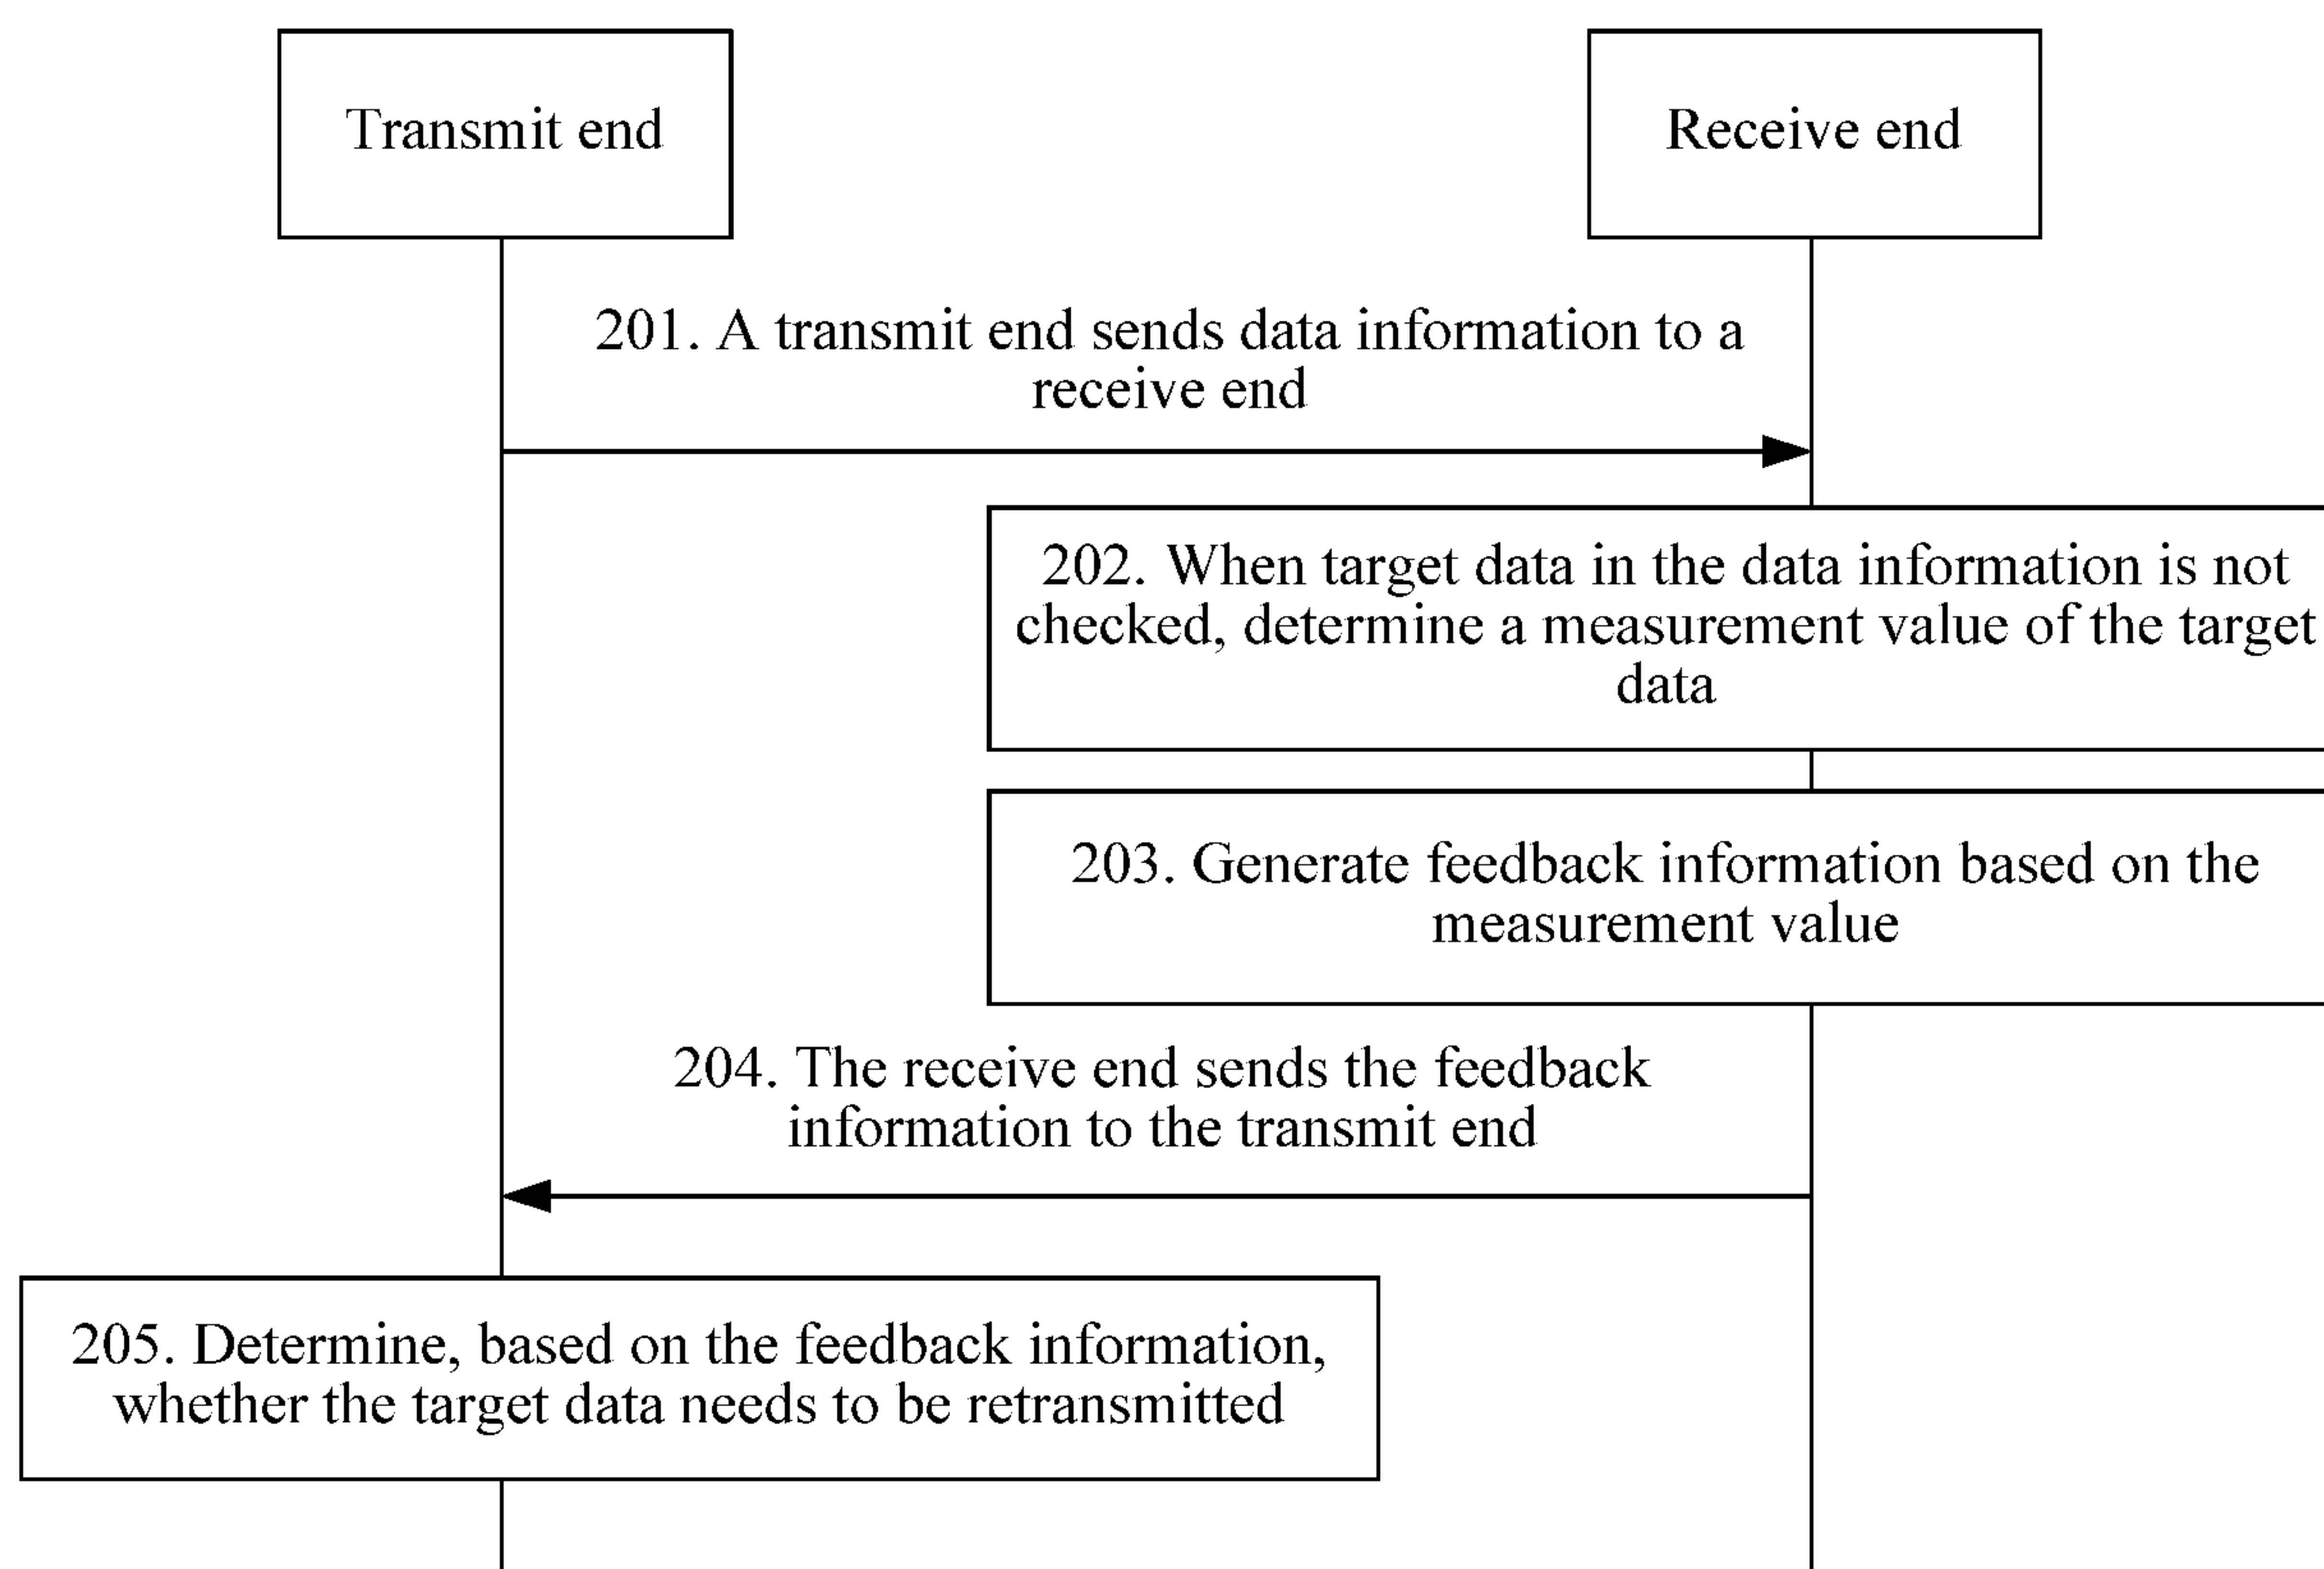 Transmit end
Receive end
201. A transmit end sends data information to a
receive end
202. When target data in the data information is not
checked, determine a measurement value of the target
data
203. Generate feedback information based on the
measurement value
204. The receive end sends the feedback
information to the transmit end
205. Determine, based on the feedback information,
whether the target data needs to be retransmitted